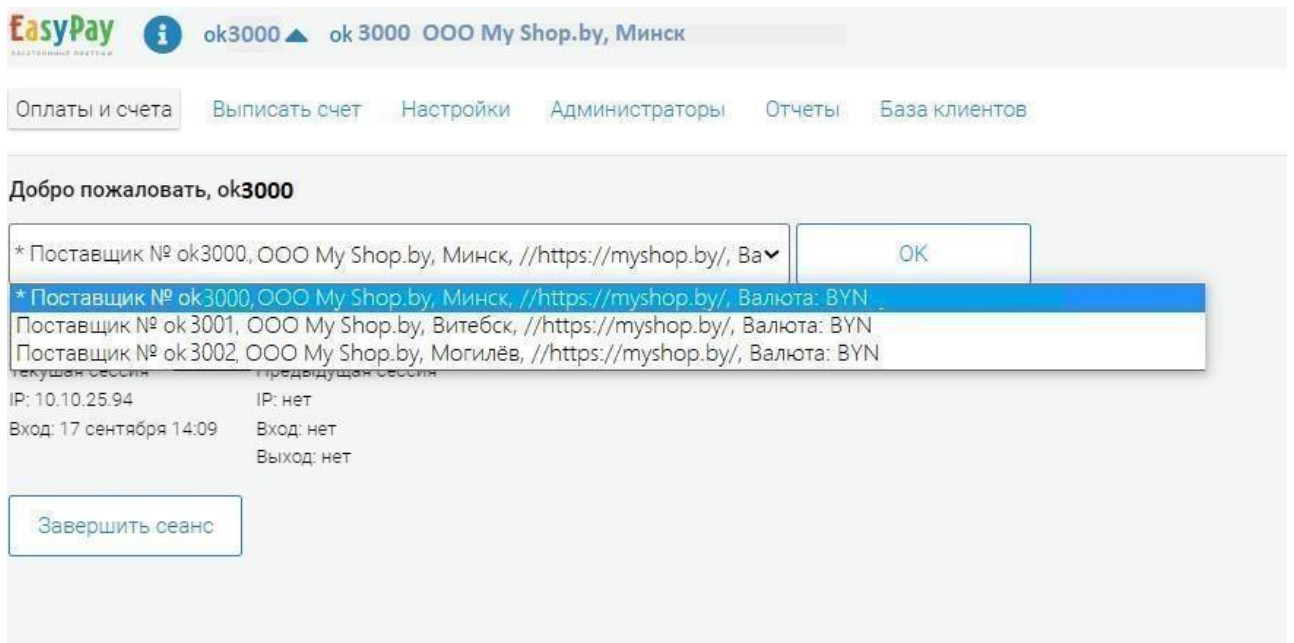 EasyPay
ok3000 ok 3000 ООО My Shop.by, Минск
Оплаты и счета Выписать счет Настройки Администраторы Отчеты База клиентов
Добро пожаловать, ok3000
* Поставщик № ok3000, ООО My Shop.by, Минск, //https://myshop.by/, Ва
OK
* Поставщик № ok3000, ООО My Shop.by, Минск, //https://myshop.by/, Валюта: BYN
Поставщик № ok 3001, ООО My Shop.by, Витебск, //https://myshop.by/, Валюта: BYN
Поставщик № ok 3002, ООО My Shop.by, Могилёв, //https://myshop.by/, Валюта: BYN
Текущая сессия Предыдущая сессия
IP: 10.10.25.94 IP: нет
Вход: 17 сентября 14:09 Вход: нет
Выход: нет
Завершить сеанс